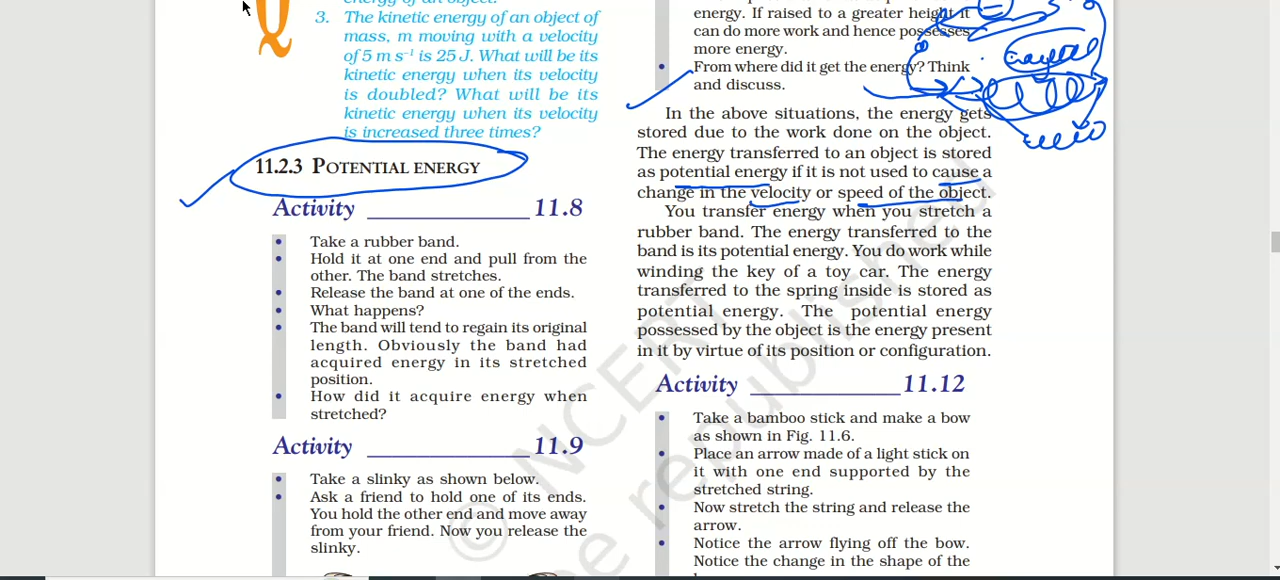 energy of an object.
3. The kinetic energy of an object of
mass, m moving with a velocity
of 5 m s⁻¹ is 25 J. What will be its
kinetic energy when its velocity
is doubled? What will be its
kinetic energy when its velocity
is increased three times?
11.2.3 POTENTIAL ENERGY
Activity ______________ 11.8
• Take a rubber band.
• Hold it at one end and pull from the
other. The band stretches.
• Release the band at one of the ends.
• What happens?
• The band will tend to regain its original
length. Obviously the band had
acquired energy in its stretched
position.
• How did it acquire energy when
stretched?
Activity ______________ 11.9
• Take a slinky as shown below.
• Ask a friend to hold one of its ends.
You hold the other end and move away
from your friend. Now you release the
slinky.
energy. If raised to a greater height it
can do more work and hence possesses
more energy.
• From where did it get the energy? Think
and discuss.
In the above situations, the energy gets
stored due to the work done on the object.
The energy transferred to an object is stored
as potential energy if it is not used to cause a
change in the velocity or speed of the object.
You transfer energy when you stretch a
rubber band. The energy transferred to the
band is its potential energy. You do work while
winding the key of a toy car. The energy
transferred to the spring inside is stored as
potential energy. The potential energy
possessed by the object is the energy present
in it by virtue of its position or configuration.
Activity ______________ 11.12
• Take a bamboo stick and make a bow
as shown in Fig. 11.6.
• Place an arrow made of a light stick on
it with one end supported by the
stretched string.
• Now stretch the string and release the
arrow.
• Notice the arrow flying off the bow.
Notice the change in the shape of the
© NCERT
be republished